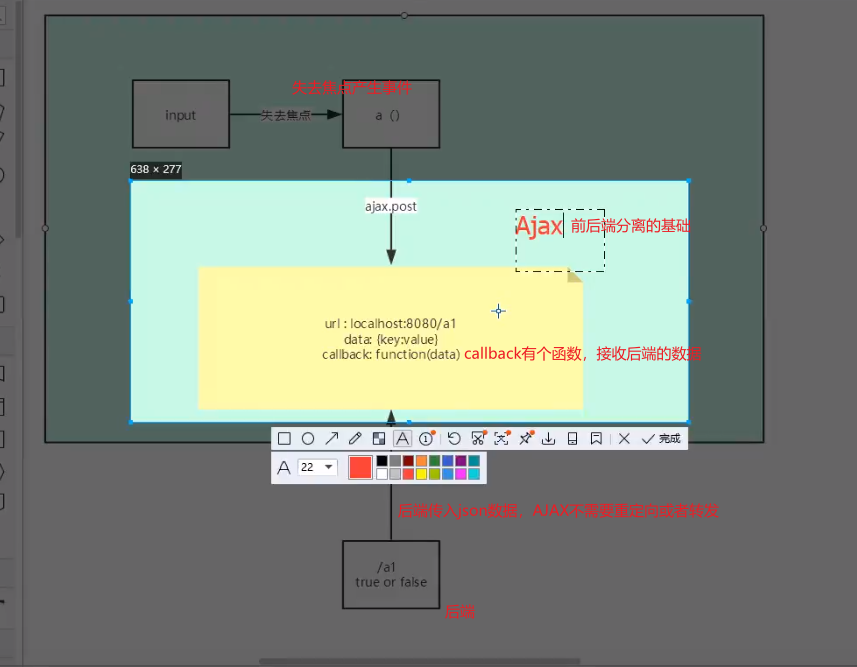 失去焦点产生事件
input
失去焦点
a（）
638 × 277
ajax.post
Ajax 前后端分离的基础
url : localhost:8080/a1
data: {key:value}
callback: function(data) callback有个函数，接收后端的数据
A
1
完成
A 22
后端传入json数据，AJAX不需要重定向或者转发
/a1
true or false
后端